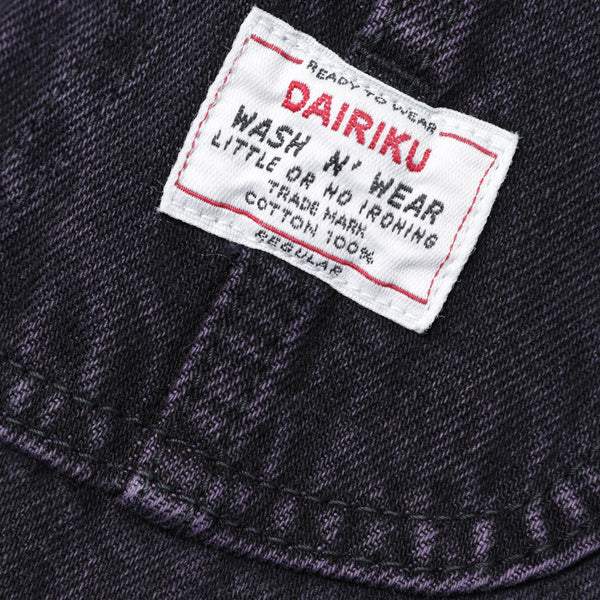 READY TO WEAR
DAIRIKU
WASH N' WEAR
LITTLE OR NO IRONING
TRADE MARK
COTTON 100%
REGULAR